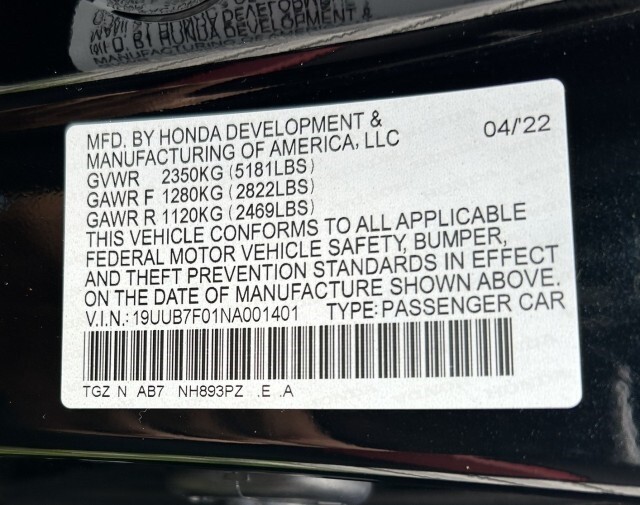 MFD. BY HONDA DEVELOPMENT &
MANUFACTURING OF AMERICA, LLC 04/'22
GVWR 2350KG (5181LBS)
GAWR F 1280KG (2822LBS)
GAWR R 1120KG (2469LBS)
THIS VEHICLE CONFORMS TO ALL APPLICABLE
FEDERAL MOTOR VEHICLE SAFETY, BUMPER,
AND THEFT PREVENTION STANDARDS IN EFFECT
ON THE DATE OF MANUFACTURE SHOWN ABOVE.
V.I.N.: 19UUB7F01NA001401 TYPE: PASSENGER CAR
TGZ N AB7 NH893PZ .E .A